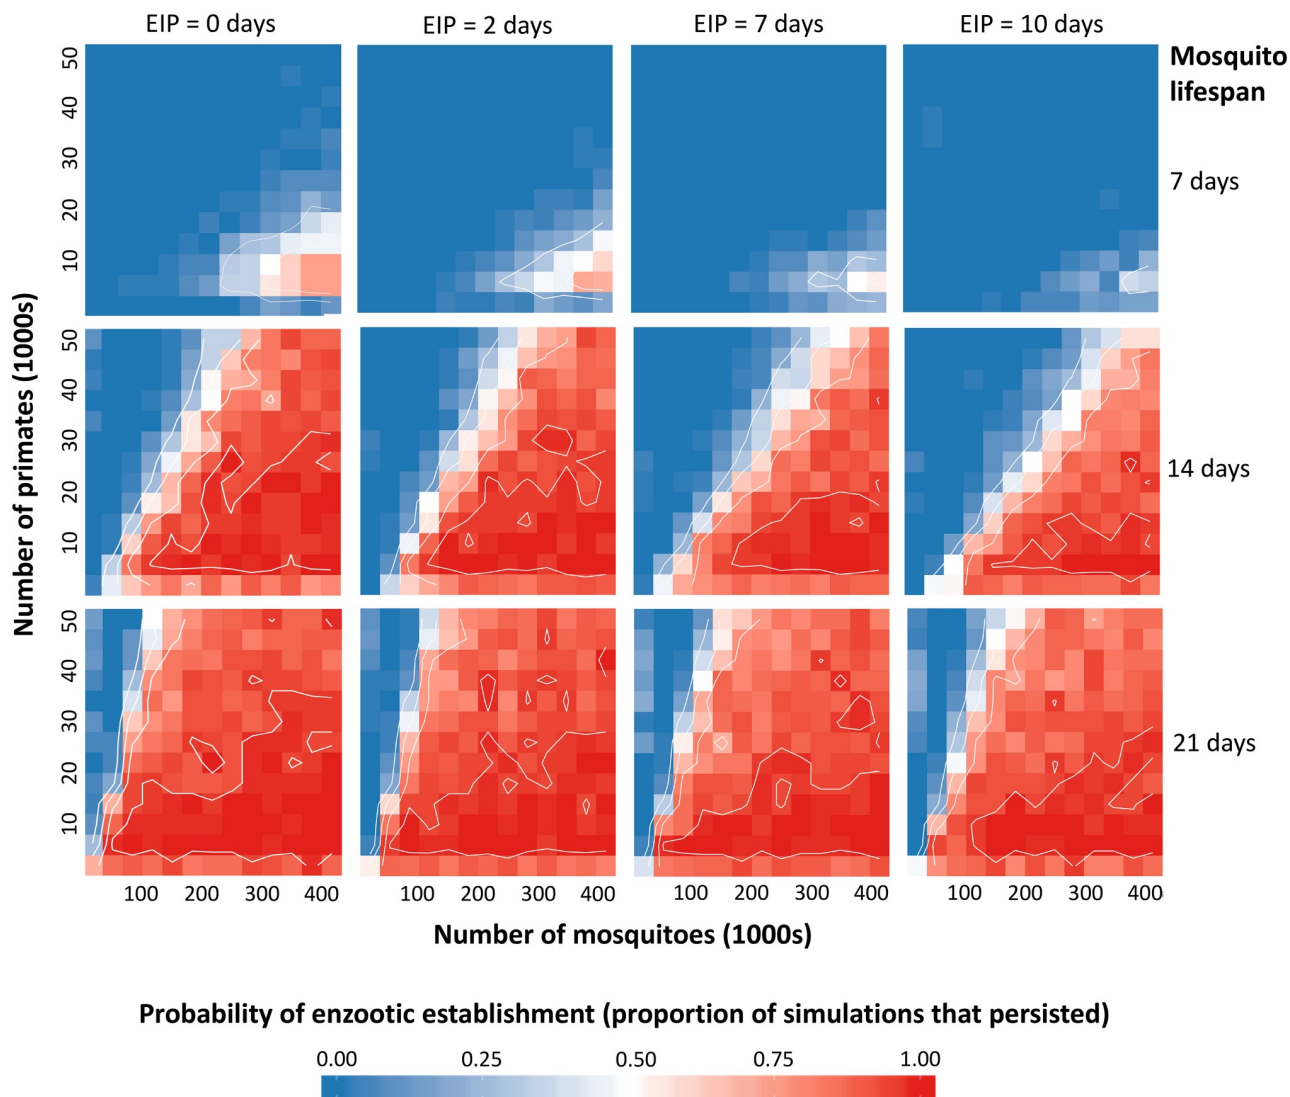 EIP = 0 days
EIP = 2 days
EIP = 7 days
EIP = 10 days
Mosquito
lifespan
7 days
14 days
21 days
Number of primates (1000s)
50
40
30
20
10
50
40
30
20
10
50
40
30
20
10
100 200 300 400
100 200 300 400
100 200 300 400
100 200 300 400
Number of mosquitoes (1000s)
Probability of enzootic establishment (proportion of simulations that persisted)
0.00 0.25 0.50 0.75 1.00